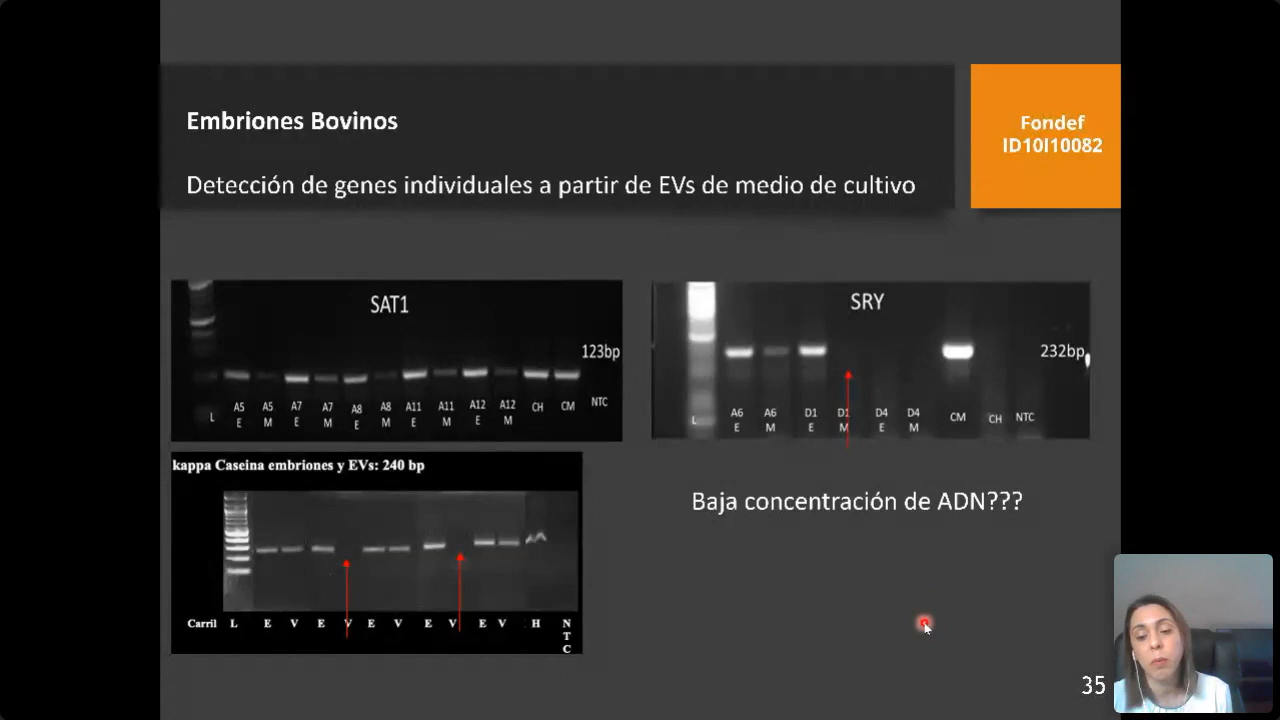 Embriones Bovinos
Fondef
ID10I10082
Detección de genes individuales a partir de EVs de medio de cultivo
SAT1
123bp
L A5 A5 A7 A7 A8 A8 A11 A11 A12 A12 CH CM NTC
E M E M E M E M E M
SRY
232bp
L A6 A6 D1 D1 D4 D4 CM CH NTC
E M E M E M
kappa Caseina embriones y EVs: 240 bp
Carril L E V E V E V E V E V H N
T
C
Baja concentración de ADN???
35